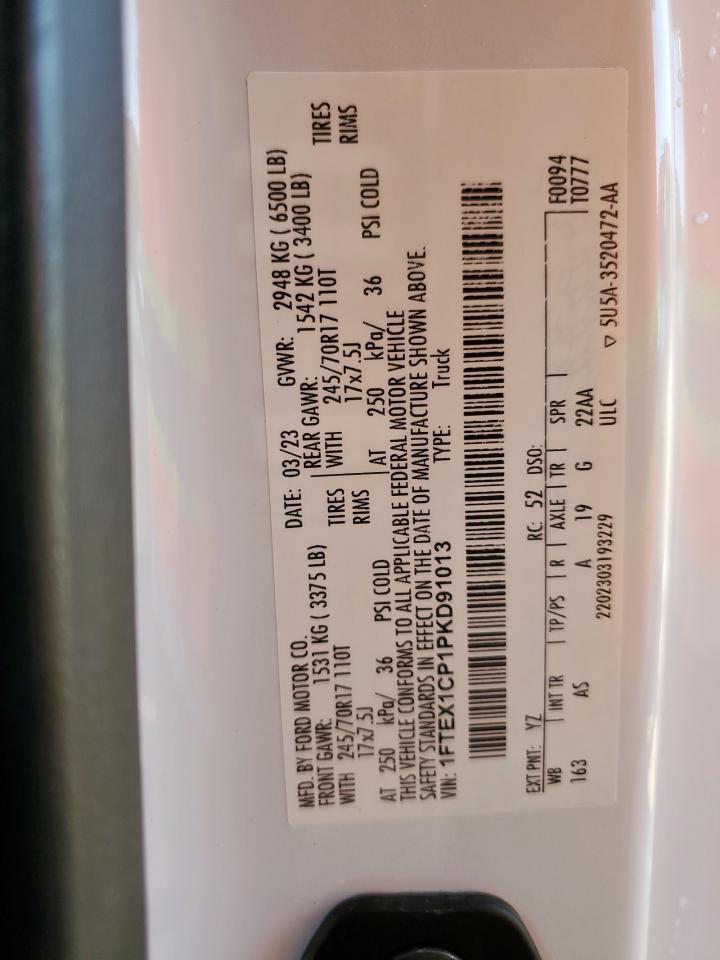 MFD. BY FORD MOTOR CO. DATE: 03/23 GVWR: 2948 KG ( 6500 LB)
FRONT GAWR: 1531 KG ( 3375 LB) REAR GAWR: 1542 KG ( 3400 LB)
WITH 245/70R17 110T TIRES WITH 245/70R17 110T TIRES
17x7.5J RIMS 17x7.5J RIMS
AT 250 kPa/ 36 PSI COLD AT 250 kPa/ 36 PSI COLD
THIS VEHICLE CONFORMS TO ALL APPLICABLE FEDERAL MOTOR VEHICLE
SAFETY STANDARDS IN EFFECT ON THE DATE OF MANUFACTURE SHOWN ABOVE.
VIN: 1FTEX1CP1PKD91013 TYPE: Truck
EXT PNT: YZ RC: 52 DSO: F0094
WB INT TR TP/PS R AXLE TR SPR T0777
163 AS A 19 G 22AA
2202303193229 ULC ▽ 5U5A-3520472-AA